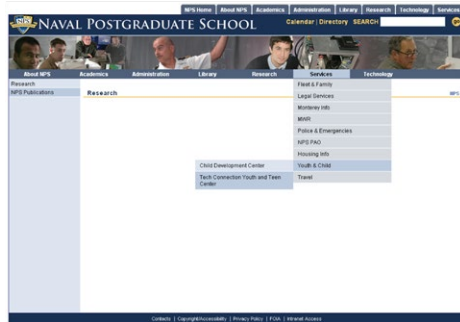 NPS Home | About NPS | Academics | Administration | Library | Research | Technology | Services
NPS
NAVAL POSTGRADUATE SCHOOL
Calendar | Directory SEARCH
About NPS Academics Administration Library Research Services Technology
Research
NPS Publications
Research
NPS
Fleet & Family
Legal Services
Monterey Info
MWR
Police & Emergencies
NPS PAO
Housing Info
Youth & Child
Travel
Child Development Center
Tech Connection Youth and Teen
Center
Contacts | Copyright/Accessibility | Privacy Policy | FOIA | Intranet Access